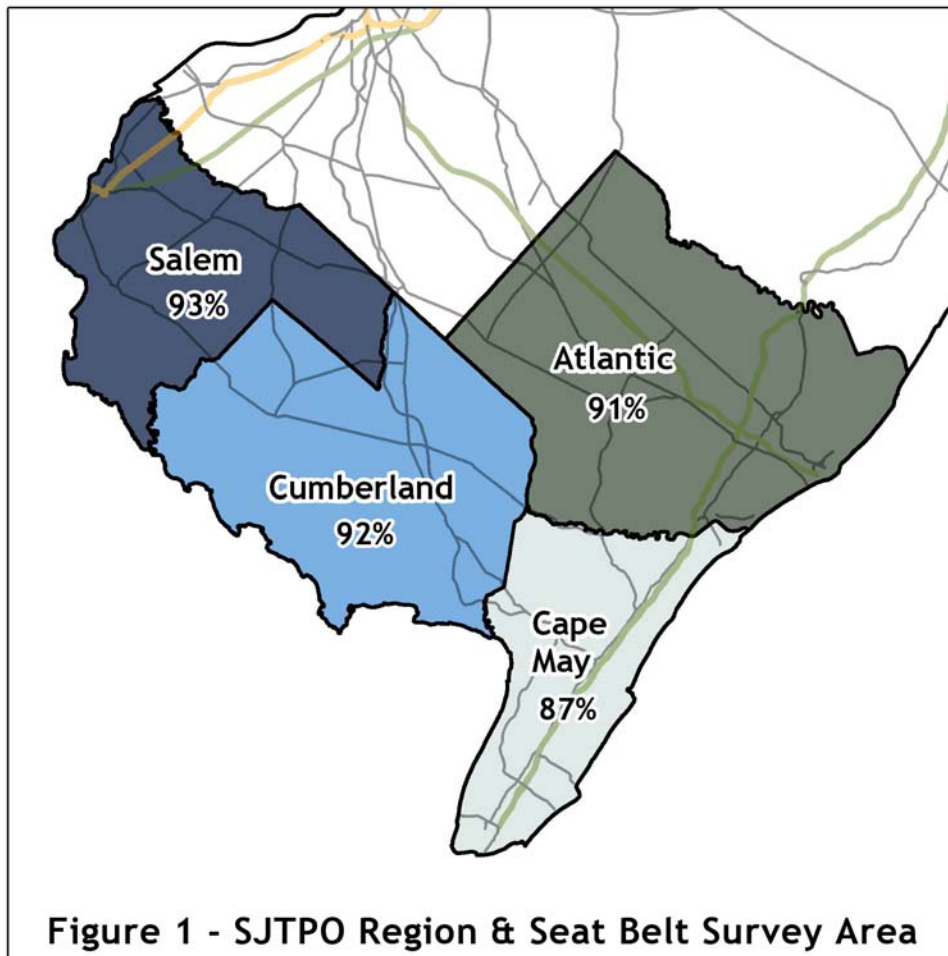 Salem
93%
Atlantic
91%
Cumberland
92%
Cape
May
87%
Figure 1 - SJTPO Region & Seat Belt Survey Area